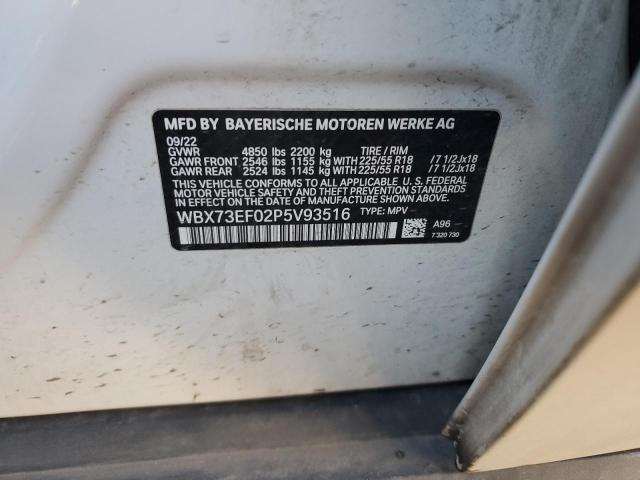 MFD BY BAYERISCHE MOTOREN WERKE AG
09/22
GVWR 4850 lbs 2200 kg TIRE / RIM
GAWR FRONT 2546 lbs 1155 kg WITH 225/55 R18 /7 1/2Jx18
GAWR REAR 2524 lbs 1145 kg WITH 225/55 R18 /7 1/2Jx18
THIS VEHICLE CONFORMS TO ALL APPLICABLE U. S. FEDERAL
MOTOR VEHICLE SAFETY, BUMPER, AND THEFT PREVENTION
STANDARDS IN EFFECT ON THE DATE OF MANUFACTURE SHOWN ABOVE.
WBX73EF02P5V93516 TYPE: MPV
A96
7 320 730